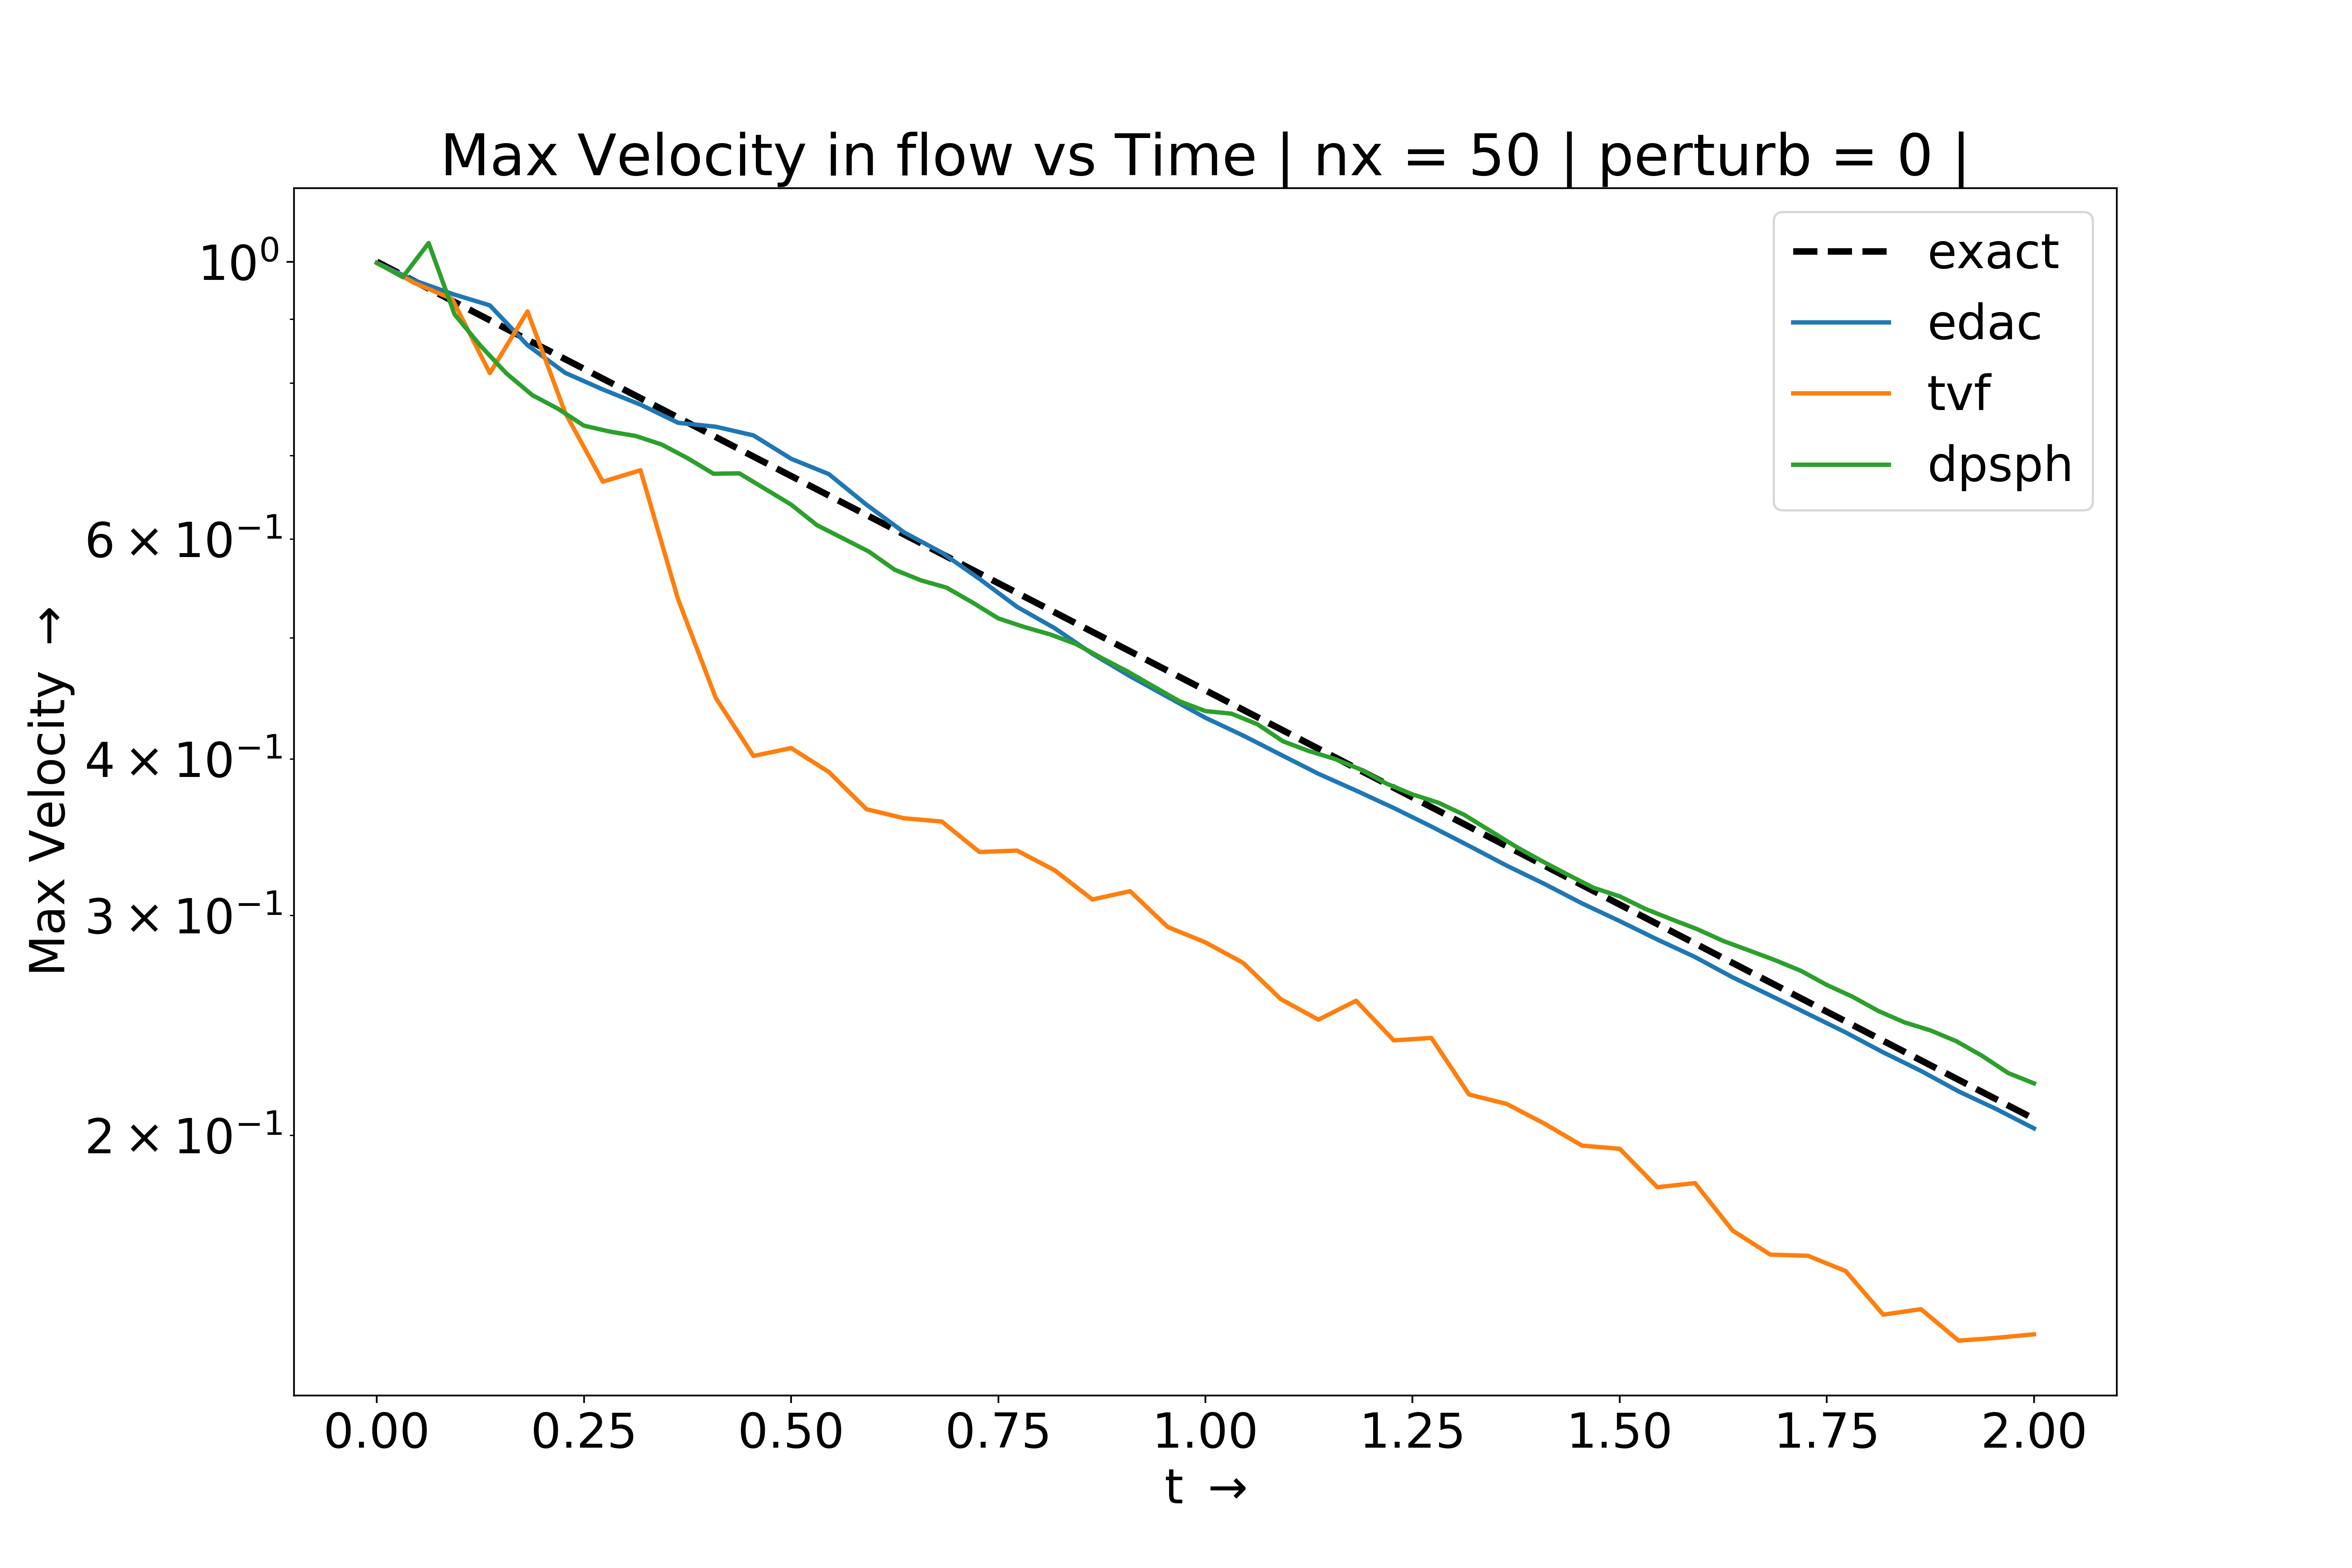 Max Velocity in flow vs Time | nx = 50 | perturb = 0 |
Max Velocity →
10⁰
6 × 10⁻¹
4 × 10⁻¹
3 × 10⁻¹
2 × 10⁻¹
exact
edac
tvf
dpsph
0.00 0.25 0.50 0.75 1.00 1.25 1.50 1.75 2.00
t →